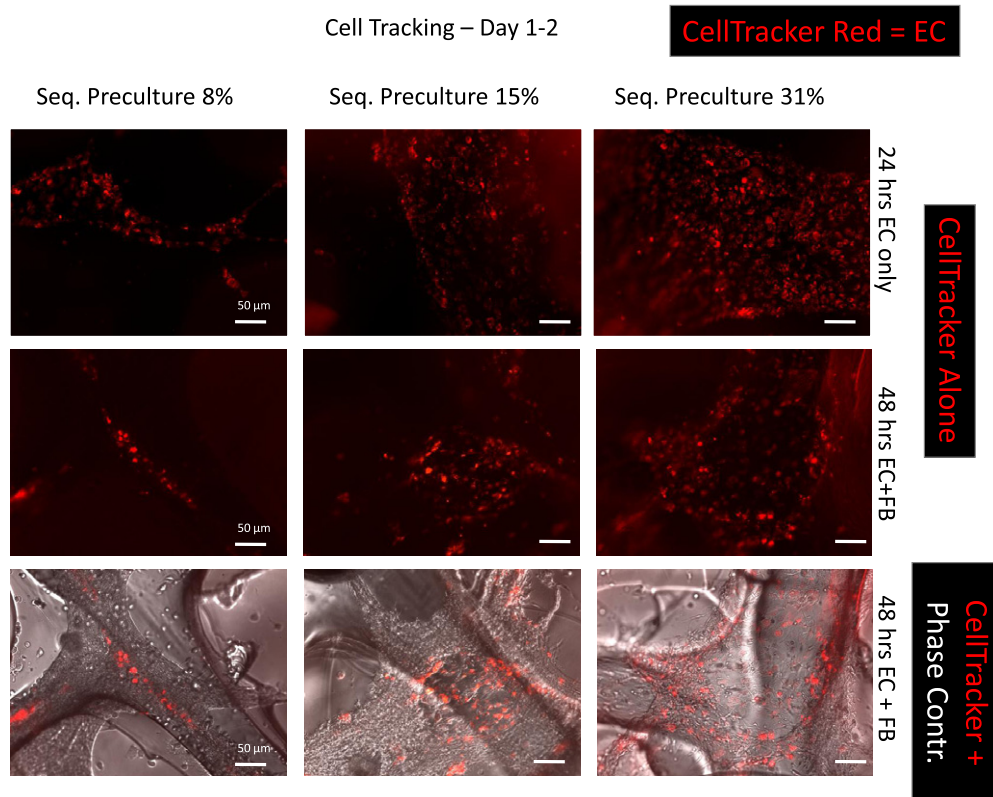 Cell Tracking – Day 1-2
CellTracker Red = EC
Seq. Preculture 8%
Seq. Preculture 15%
Seq. Preculture 31%
50 µm
24 hrs EC only
50 µm
48 hrs EC+FB
CellTracker Alone
50 µm
48 hrs EC + FB
CellTracker +
Phase Contr.